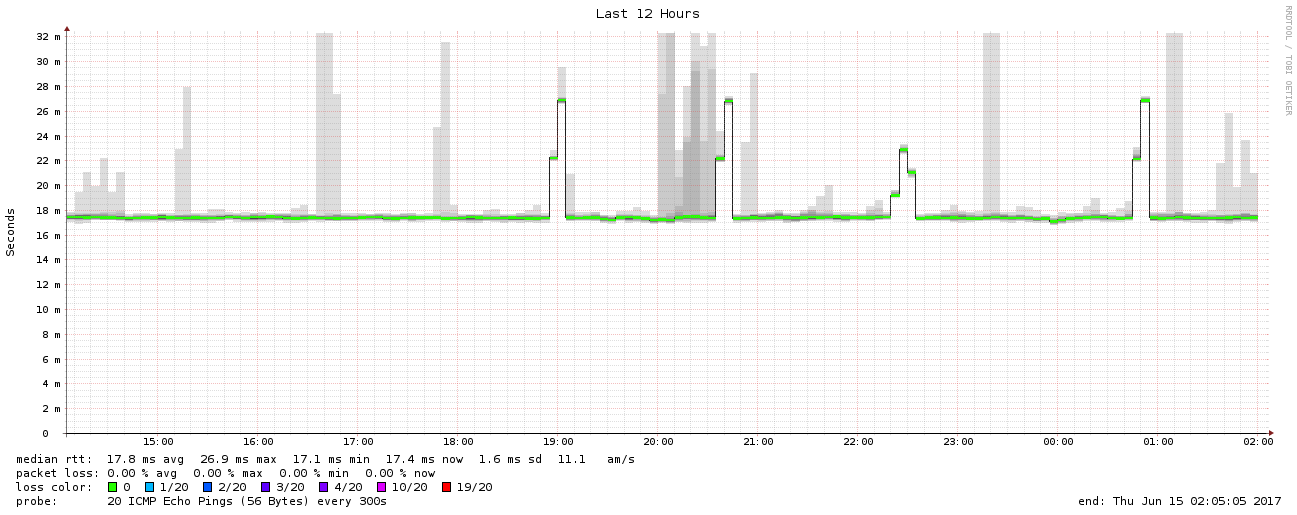 Last 12 Hours
RRDTOOL / TOBI OETIKER
Seconds
32 m
30 m
28 m
26 m
24 m
22 m
20 m
18 m
16 m
14 m
12 m
10 m
8 m
6 m
4 m
2 m
0
15:00 16:00 17:00 18:00 19:00 20:00 21:00 22:00 23:00 00:00 01:00 02:00
median rtt: 17.8 ms avg 26.9 ms max 17.1 ms min 17.4 ms now 1.6 ms sd 11.1 am/s
packet loss: 0.00 % avg 0.00 % max 0.00 % min 0.00 % now
loss color: 0 1/20 2/20 3/20 4/20 10/20 19/20
probe: 20 ICMP Echo Pings (56 Bytes) every 300s end: Thu Jun 15 02:05:05 2017